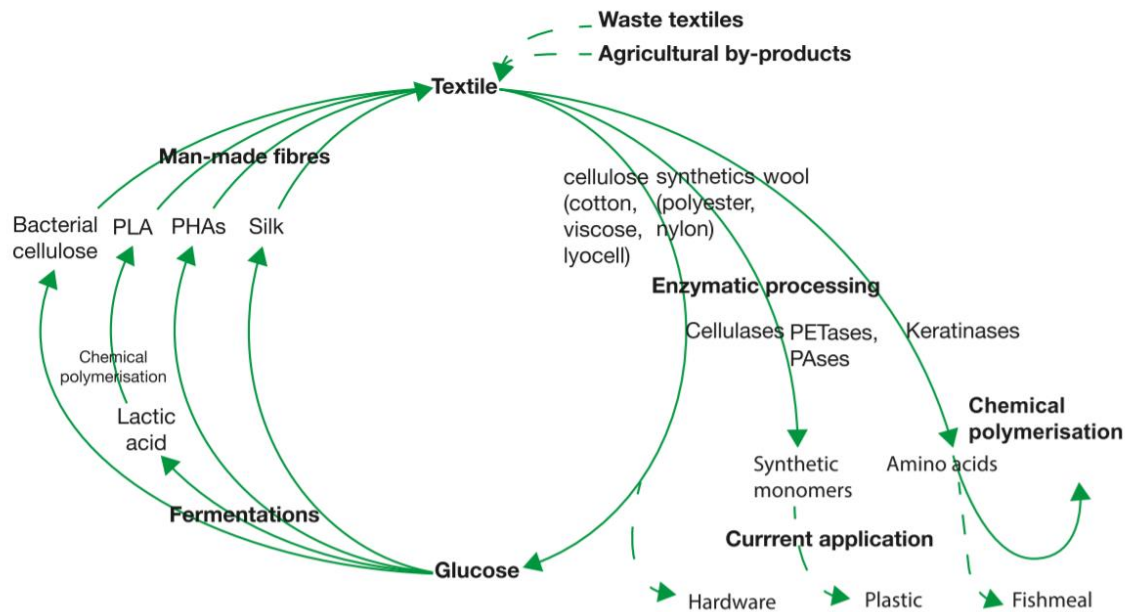 Waste textiles
Agricultural by-products
Textile
Man-made fibres
cellulose
(cotton,
viscose,
lyocell)
synthetics
(polyester,
nylon)
wool
Bacterial
cellulose
PLA
PHAs
Silk
Enzymatic processing
Cellulases
PETases,
PAses
Keratinases
Chemical
polymerisation
Lactic
acid
Chemical
polymerisation
Synthetic
monomers
Amino acids
Fermentations
Currrent application
Glucose
Hardware
Plastic
Fishmeal